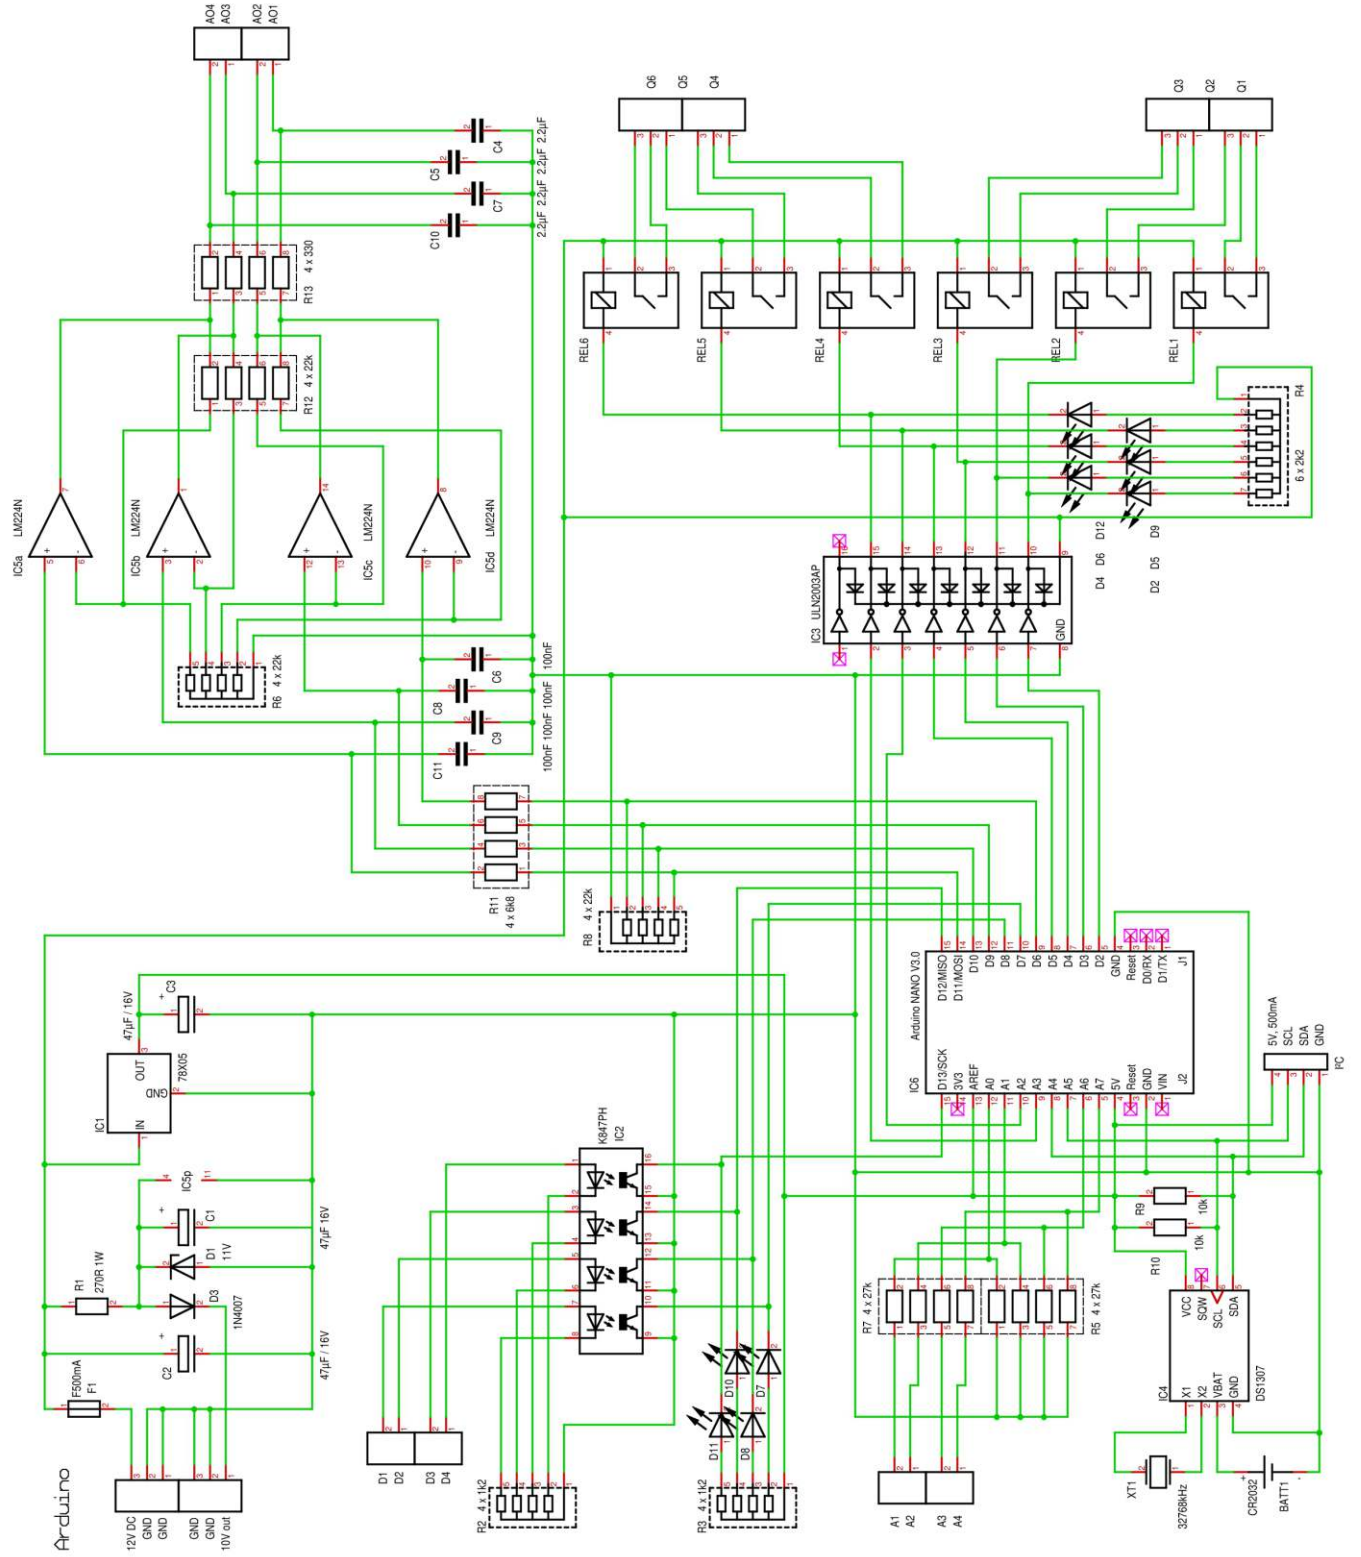 Arduino
12V DC
GND
GND
GND
GND
10V out
F500mA
F1
C2
47µF / 16V
R1
270R 1W
D3
1N4007
D1
11V
C1
47µF 16V
IC5p
IC1
IN
OUT
GND
78X05
C3
47µF / 16V
D1
D2
D3
D4
R2 4 x 1k2
K847PH
IC2
R3 4 x 1k2
D11
D10
D8
D7
A1
A2
A3
A4
R7 4 x 27k
R5 4 x 27k
XT1
32768kHz
CR2032
BATT1
IC4
X1
X2
VBAT
GND
VCC
SQW
SCL
SDA
DS1307
R10
10k
R9
10k
5V, 500mA
SCL
SDA
GND
I²C
IC6
Arduino NANO V3.0
D13/SCK
3V3
AREF
A0
A1
A2
A3
A4
A5
A6
A7
5V
Reset
GND
VIN
J2
D12/MISO
D11/MOSI
D10
D9
D8
D7
D6
D5
D4
D3
D2
GND
Reset
D0/RX
D1/TX
J1
R8 4 x 22k
R11
4 x 6k8
C11
C9
C8
C6
100nF 100nF 100nF
100nF
R6 4 x 22k
IC5a LM224N
IC5b LM224N
IC5c LM224N
IC5d LM224N
R12 4 x 22k
R13 4 x 330
C10
C7
C5
C4
2.2µF 2.2µF 2.2µF 2.2µF
AO4
AO3
AO2
AO1
IC3 ULN2003AP
GND
D4 D6 D12
D2 D5 D9
R4
6 x 2k2
REL6
REL5
REL4
REL3
REL2
REL1
Q6
Q5
Q4
Q3
Q2
Q1